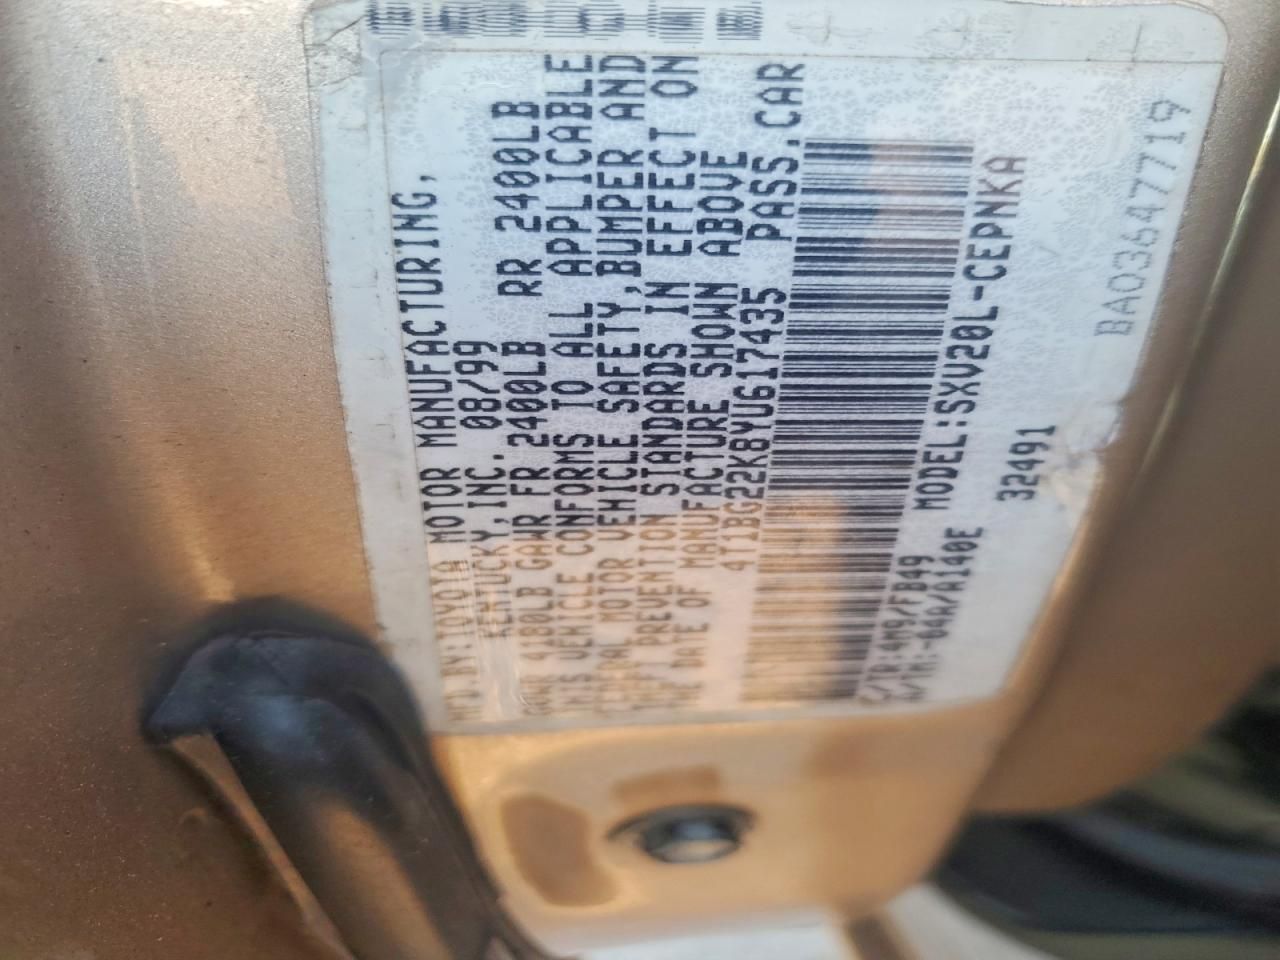 MFD.BY:TOYOTA MOTOR MANUFACTURING,
KENTUCKY,INC. 08/99
GVWR 4180LB GAWR FR 2400LB RR 2400LB
THIS VEHICLE CONFORMS TO ALL APPLICABLE
FEDERAL MOTOR VEHICLE SAFETY,BUMPER AND
THEFT PREVENTION STANDARDS IN EFFECT ON
THE DATE OF MANUFACTURE SHOWN ABOVE
4T1BG22K8YU617435 PASS.CAR
C/TR:4M9/FB49 MODEL:SXV20L-CEPNKA
A/TM:-04A/A140E 32491
BA03647719